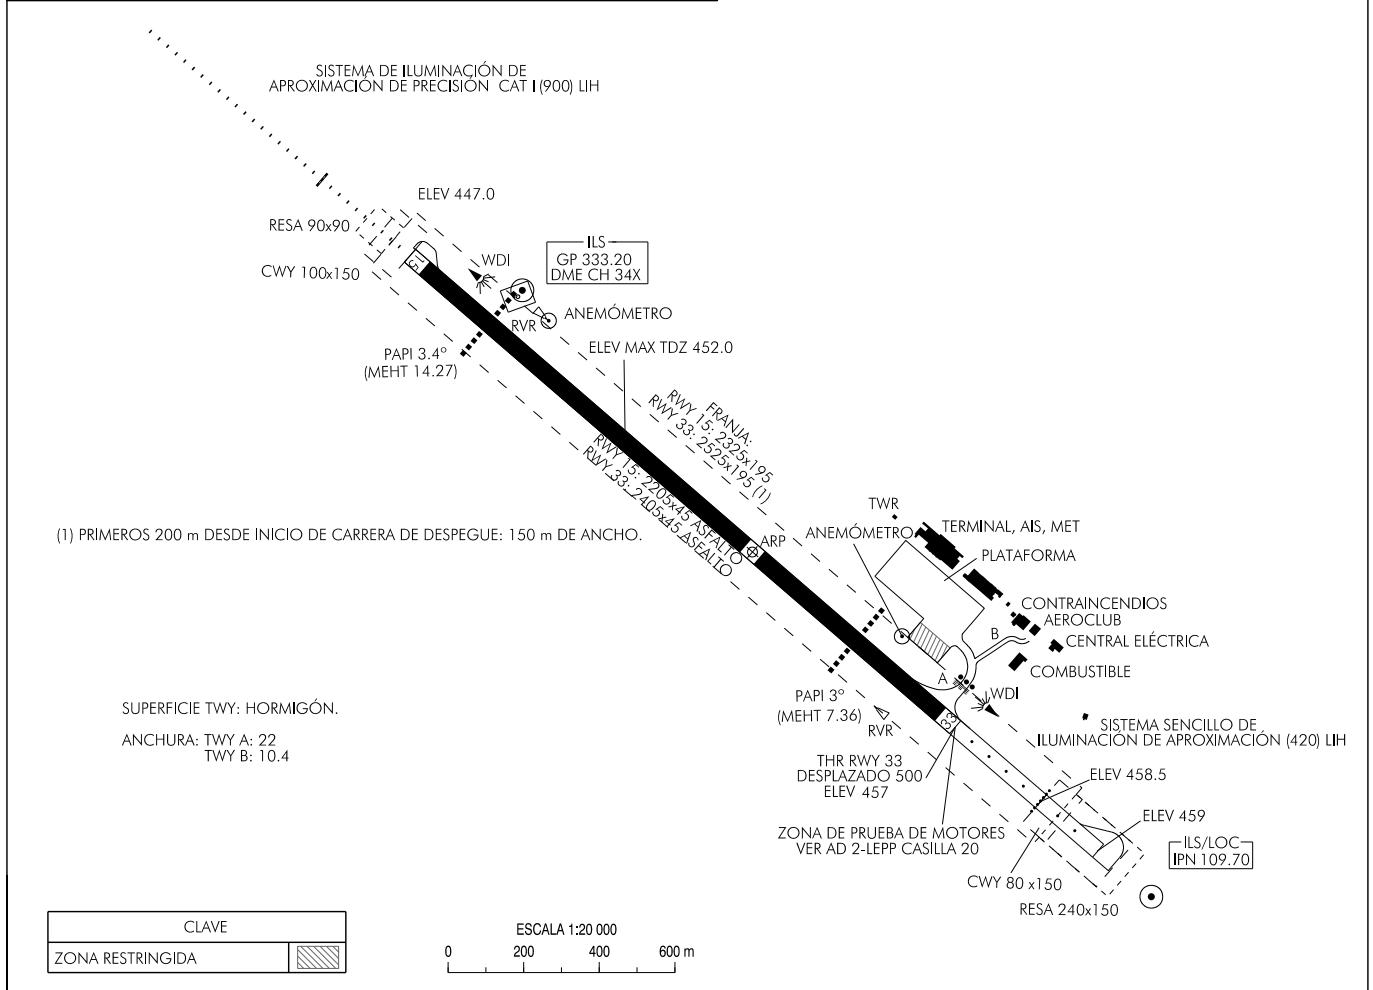 SISTEMA DE ILUMINACIÓN DE
APROXIMACIÓN DE PRECISIÓN CAT I (900) LIH
ELEV 447.0
RESA 90x90
CWY 100x150
15
WDI
ILS
GP 333.20
DME CH 34X
RVR
ANEMÓMETRO
PAPI 3.4°
(MEHT 14.27)
ELEV MAX TDZ 452.0
FRANJA:
RWY 15: 2325x195
RWY 33: 2525x195 (1)
RWY 15: 2205x45 ASFALTO
RWY 33: 2405x45 ASFALTO
(1) PRIMEROS 200 m DESDE INICIO DE CARRERA DE DESPEGUE: 150 m DE ANCHO.
ARP
TWR
ANEMÓMETRO
TERMINAL, AIS, MET
PLATAFORMA
CONTRAINCENDIOS
AEROCLUB
B
CENTRAL ELÉCTRICA
COMBUSTIBLE
A
WDI
PAPI 3°
(MEHT 7.36)
RVR
33
SISTEMA SENCILLO DE
ILUMINACIÓN DE APROXIMACIÓN (420) LIH
THR RWY 33
DESPLAZADO 500
ELEV 457
ELEV 458.5
ELEV 459
ZONA DE PRUEBA DE MOTORES
VER AD 2-LEPP CASILLA 20
ILS/LOC
IPN 109.70
CWY 80 x150
RESA 240x150
SUPERFICIE TWY: HORMIGÓN.
ANCHURA: TWY A: 22
TWY B: 10.4
CLAVE
ZONA RESTRINGIDA
ESCALA 1:20 000
0 200 400 600 m